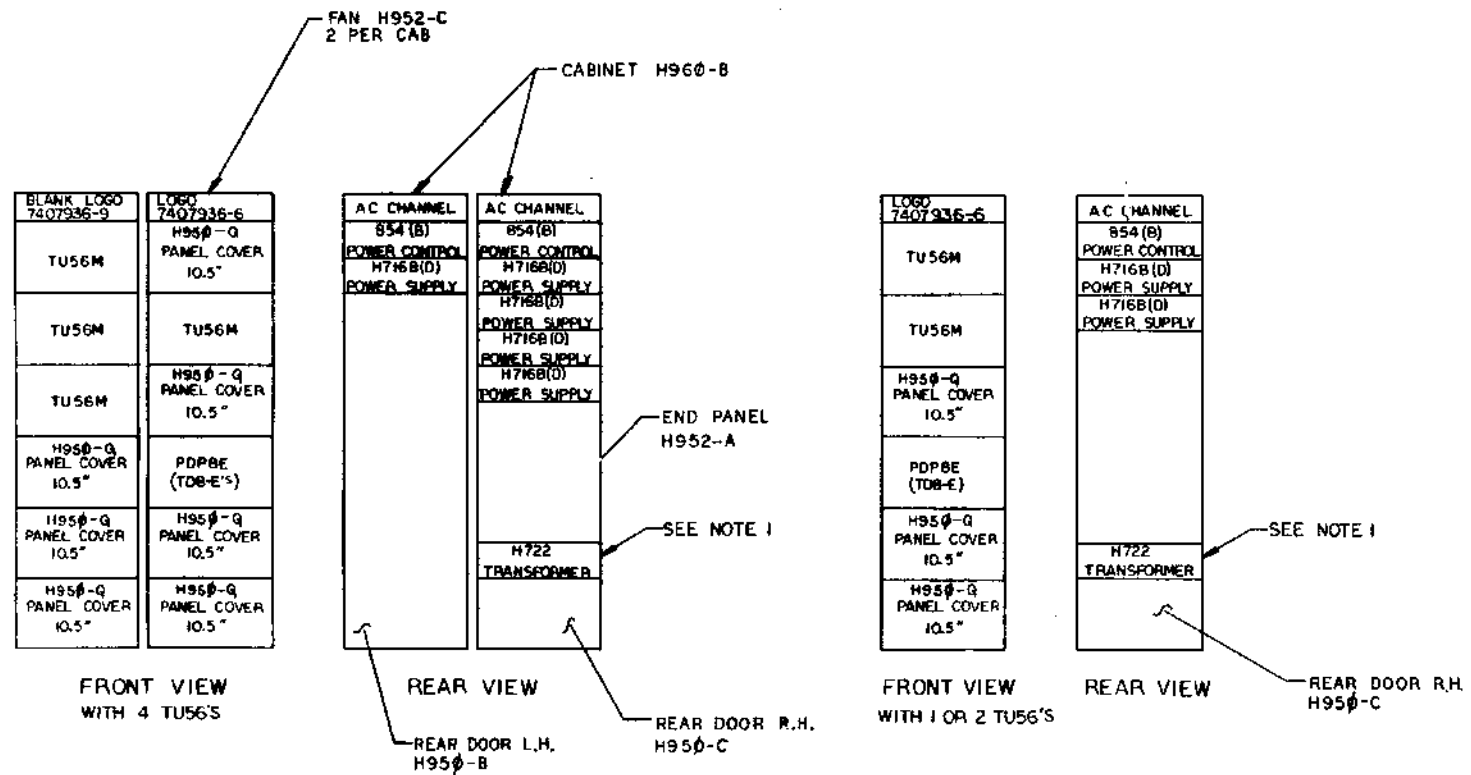 FAN H952-C
2 PER CAB
CABINET H960-B
BLANK LOGO
7407936-9
TU56M
TU56M
TU56M
H950-Q
PANEL COVER
10.5"
H950-Q
PANEL COVER
10.5"
H950-Q
PANEL COVER
10.5"
LOGO
7407936-6
H950-Q
PANEL COVER
10.5"
TU56M
H950-Q
PANEL COVER
10.5"
PDP8E
(TD8-E'S)
H950-Q
PANEL COVER
10.5"
H950-Q
PANEL COVER
10.5"
FRONT VIEW
WITH 4 TU56'S
AC CHANNEL
854(B)
POWER CONTROL
H716B(D)
POWER SUPPLY
AC CHANNEL
854(B)
POWER CONTROL
H716B(D)
POWER SUPPLY
H716B(D)
POWER SUPPLY
H716B(D)
POWER SUPPLY
H716B(D)
POWER SUPPLY
END PANEL
H952-A
SEE NOTE 1
H722
TRANSFORMER
REAR VIEW
REAR DOOR L.H.
H950-B
REAR DOOR R.H.
H950-C
LOGO
7407936-6
TU56M
TU56M
H950-Q
PANEL COVER
10.5"
PDP8E
(TD8-E)
H950-Q
PANEL COVER
10.5"
H950-Q
PANEL COVER
10.5"
FRONT VIEW
WITH 1 OR 2 TU56'S
AC CHANNEL
854(B)
POWER CONTROL
H716B(D)
POWER SUPPLY
H716B(D)
POWER SUPPLY
SEE NOTE 1
H722
TRANSFORMER
REAR VIEW
REAR DOOR R.H.
H950-C